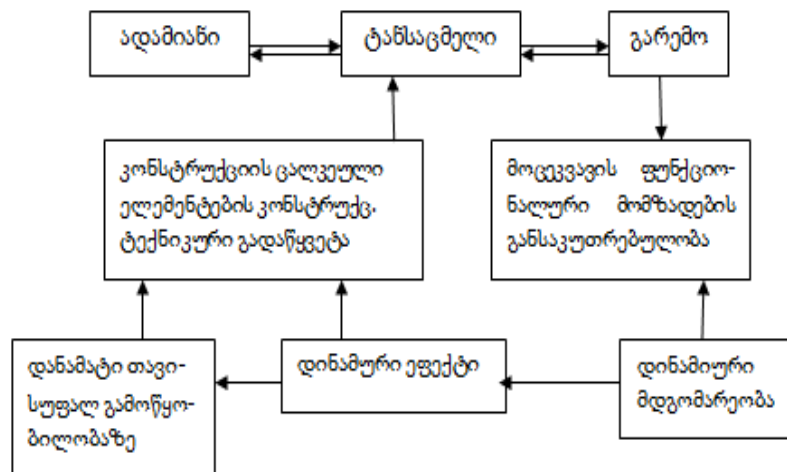 ადამიანი
ტანსაცმელი
გარემო
კონსტრუქციის ცალკეული
ელემენტების კონსტრუქც.
ტექნიკური გადაწყვეტა
მოცეკვავის ფუნქციო-
ნალური მომზადების
განსაკუთრებულობა
დანამატი თავი-
სუფალ გამოწყო-
ბილობაზე
დინამური ეფექტი
დინამიური
მდგომარეობა